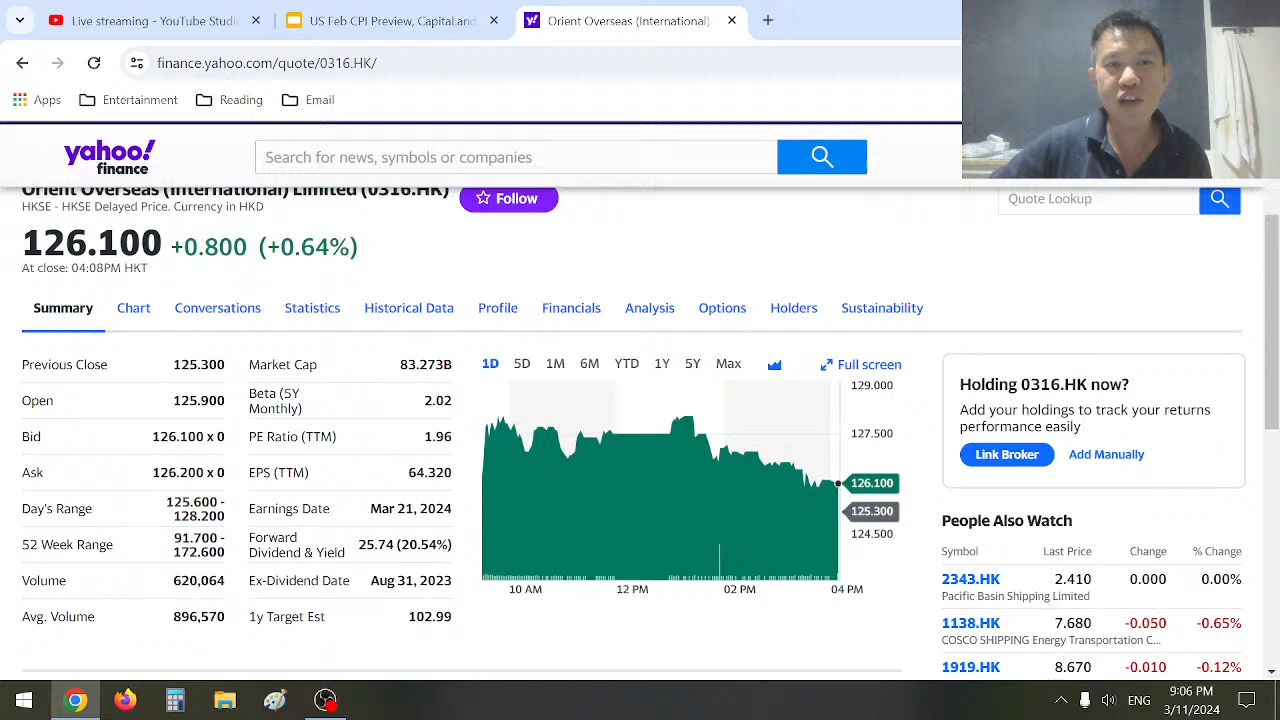 YouTube - Live streaming - YouTube Studi
US Feb CPI Preview, Capitaland
Orient Overseas (International)
finance.yahoo.com/quote/0316.HK/
Apps
Entertainment
Reading
Email
yahoo!
finance
Search for news, symbols or companies
Orient Overseas (International) Limited (0316.HK)
Follow
HKSE - HKSE Delayed Price. Currency in HKD
Quote Lookup
126.100 +0.800 (+0.64%)
At close: 04:08PM HKT
Summary
Chart
Conversations
Statistics
Historical Data
Profile
Financials
Analysis
Options
Holders
Sustainability
Previous Close 125.300
Open 125.900
Bid 126.100 x 0
Ask 126.200 x 0
Day's Range 125.600 -
128.200
52 Week Range 91.700 -
172.600
Volume 620,064
Avg. Volume 896,570
Market Cap 83.273B
Beta (5Y
Monthly) 2.02
PE Ratio (TTM) 1.96
EPS (TTM) 64.320
Earnings Date Mar 21, 2024
Forward
Dividend & Yield 25.74 (20.54%)
Ex-Dividend Date Aug 31, 2023
1y Target Est 102.99
1D 5D 1M 6M YTD 1Y 5Y Max
Full screen
129.000
127.500
126.100
125.300
124.500
10 AM 12 PM 02 PM 04 PM
Holding 0316.HK now?
Add your holdings to track your returns
performance easily
Link Broker
Add Manually
People Also Watch
Symbol Last Price Change % Change
2343.HK 2.410 0.000 0.00%
Pacific Basin Shipping Limited
1138.HK 7.680 -0.050 -0.65%
COSCO SHIPPING Energy Transportation C...
1919.HK 8.670 -0.010 -0.12%
ENG
9:06 PM
3/11/2024